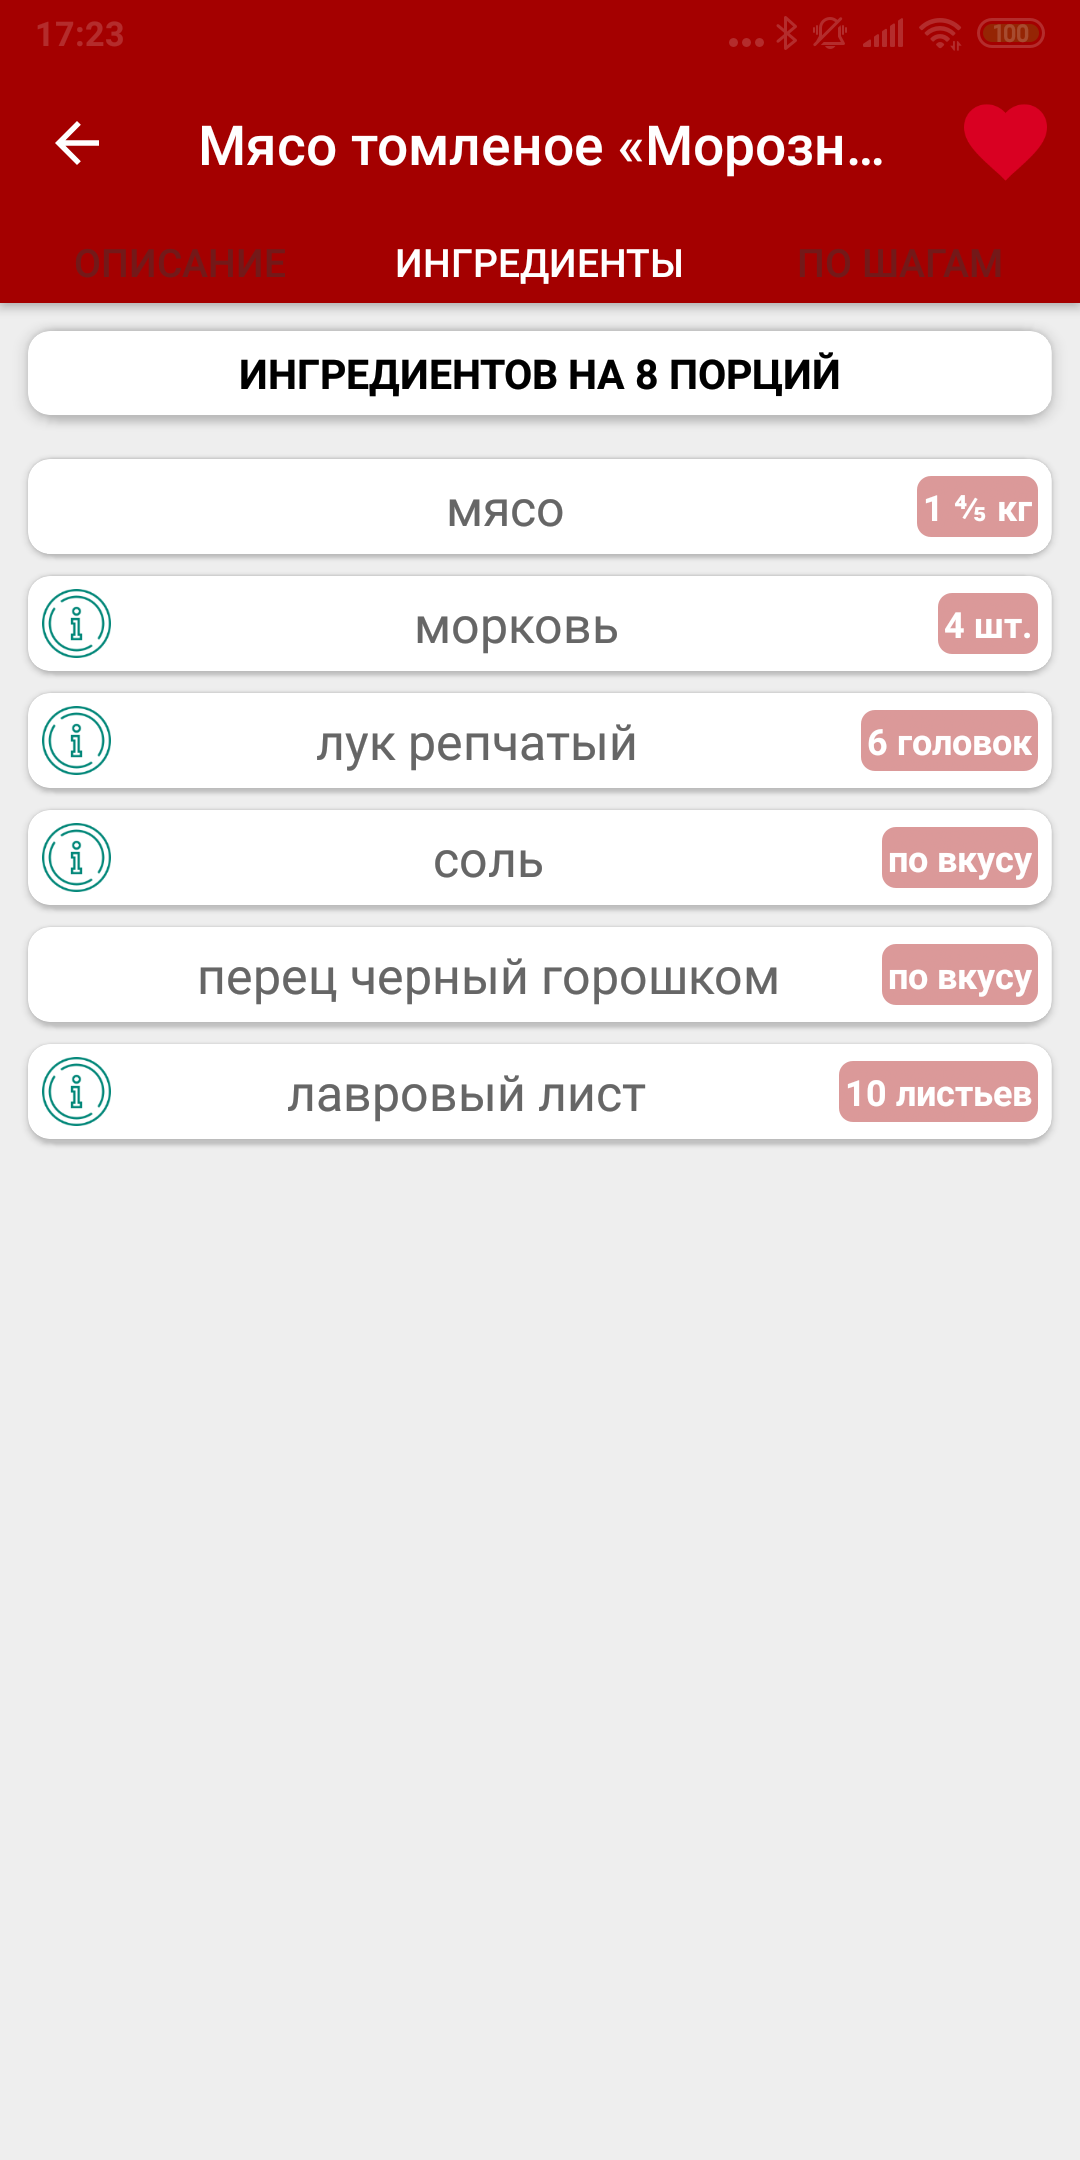 17:23
100
Мясо томленое «Морозн...
ОПИСАНИЕ ИНГРЕДИЕНТЫ ПО ШАГАМ
ИНГРЕДИЕНТОВ НА 8 ПОРЦИЙ
мясо 1 ⅘ кг
морковь 4 шт.
лук репчатый 6 головок
соль по вкусу
перец черный горошком по вкусу
лавровый лист 10 листьев